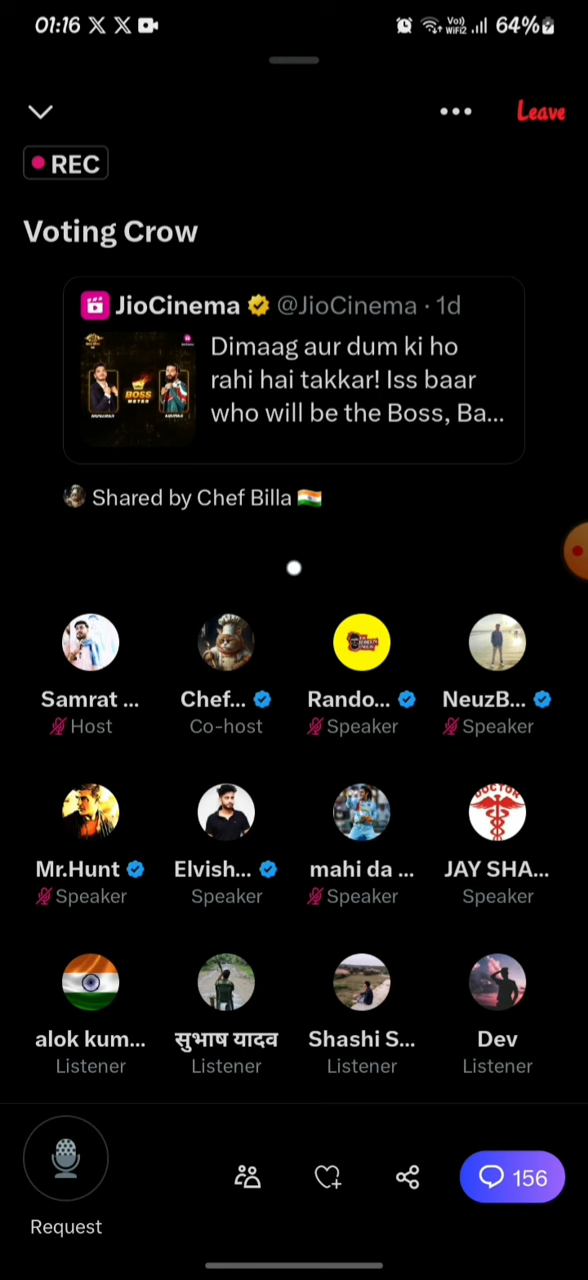 01:16
Vo)) WiFi2
64%
Leave
REC
Voting Crow
JioCinema @JioCinema · 1d
Dimaag aur dum ki ho
rahi hai takkar! Iss baar
who will be the Boss, Ba...
BOSS
METER
Shared by Chef Billa
Samrat ... Chef... Rando... NeuzB...
Host Co-host Speaker Speaker
DOCTOR
Mr.Hunt Elvish... mahi da ... JAY SHA...
Speaker Speaker Speaker Speaker
alok kum... सुभाष यादव Shashi S... Dev
Listener Listener Listener Listener
156
Request